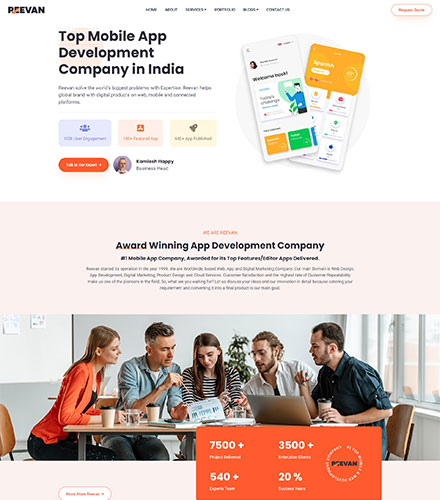 REEVAN
HOME ABOUT SERVICES PORTFOLIO BLOGS CONTACT US
Request Quote
Top Mobile App
Development
Company in India
Reevan solve the world's biggest problems with Expertise. Reevan helps
global brand with digital products on web, mobile and connected
platforms.
100k User Engagement
100+ Featured App
640+ App Published
Talk to Our Expert
Kamlesh Happy
Business Head
Welcome back!
Today's
challenge
Spanish
WE ARE REEVAN
Award Winning App Development Company
#1 Mobile App Company, Awarded for its Top Features/Editor Apps Delivered.
Reevan started its operation in the year 1999. We are Worldwide, based Web, App, and Digital Marketing Company. Our main Domain is Web Design,
App Development, Digital Marketing, Product Design and Cloud Services. Customer Satisfaction and the highest rate of Customer Repeatability
make us one of the pioneers in the field. So, what are you waiting for? Let us discuss your ideas and our innovation in detail because catering your
requirement and converting it into a final product is our main goal.
7500 +
Project Delivered
3500 +
Enterprise Clients
540 +
Experts Team
20 %
Success Years
REEVAN
Know More Reevan